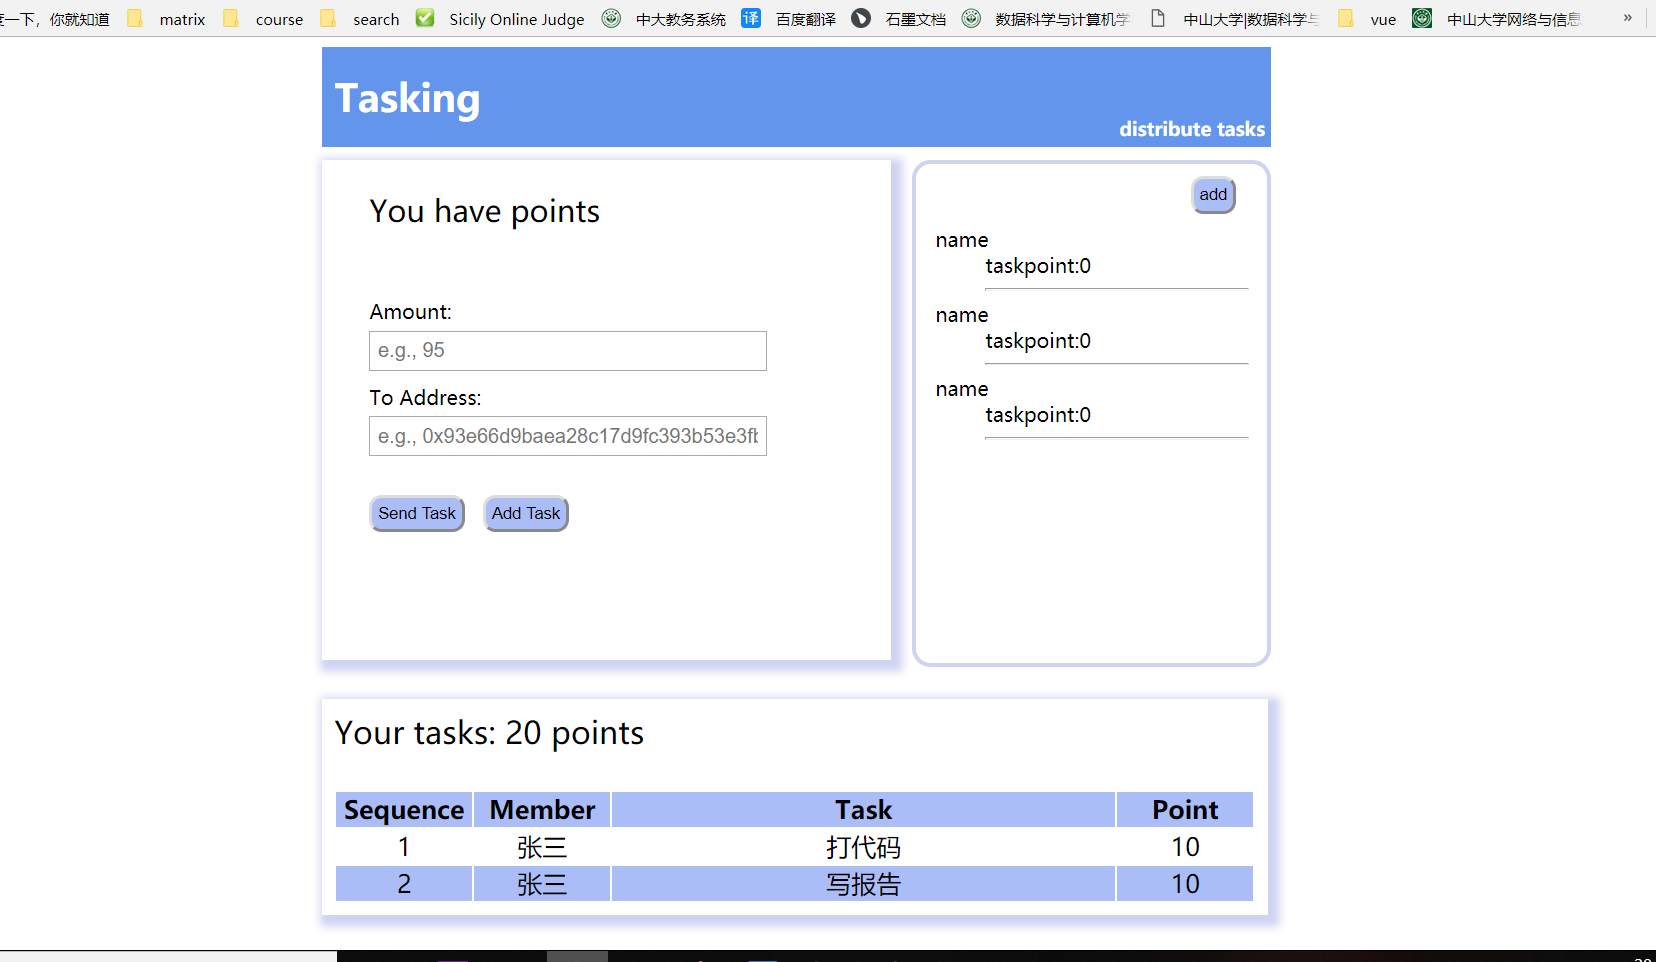 度一下，你就知道 matrix course search Sicily Online Judge 中大教务系统 译 百度翻译 石墨文档 数据科学与计算机学 中山大学|数据科学与 vue 中山大学网络与信息 »
Tasking
distribute tasks
You have points
Amount:
e.g., 95
To Address:
e.g., 0x93e66d9baea28c17d9fc393b53e3fb
Send Task Add Task
add
name
taskpoint:0
name
taskpoint:0
name
taskpoint:0
Your tasks: 20 points
Sequence Member Task Point
1 张三 打代码 10
2 张三 写报告 10